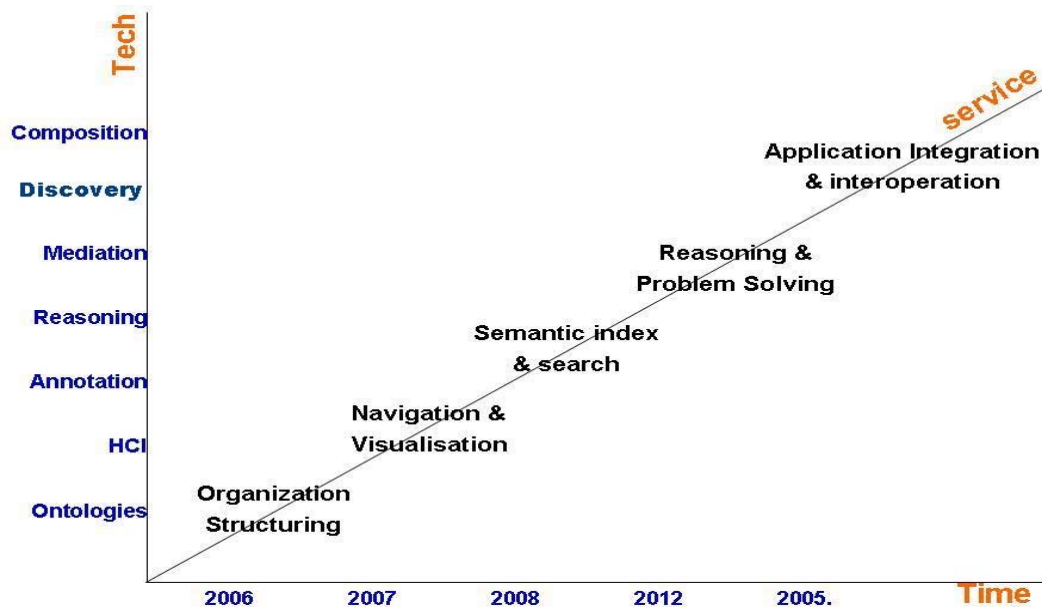 Tech
service
Composition
Application Integration
& interoperation
Discovery
Mediation
Reasoning &
Problem Solving
Reasoning
Semantic index
& search
Annotation
Navigation &
Visualisation
HCI
Organization
Structuring
Ontologies
2006 2007 2008 2012 2005. Time